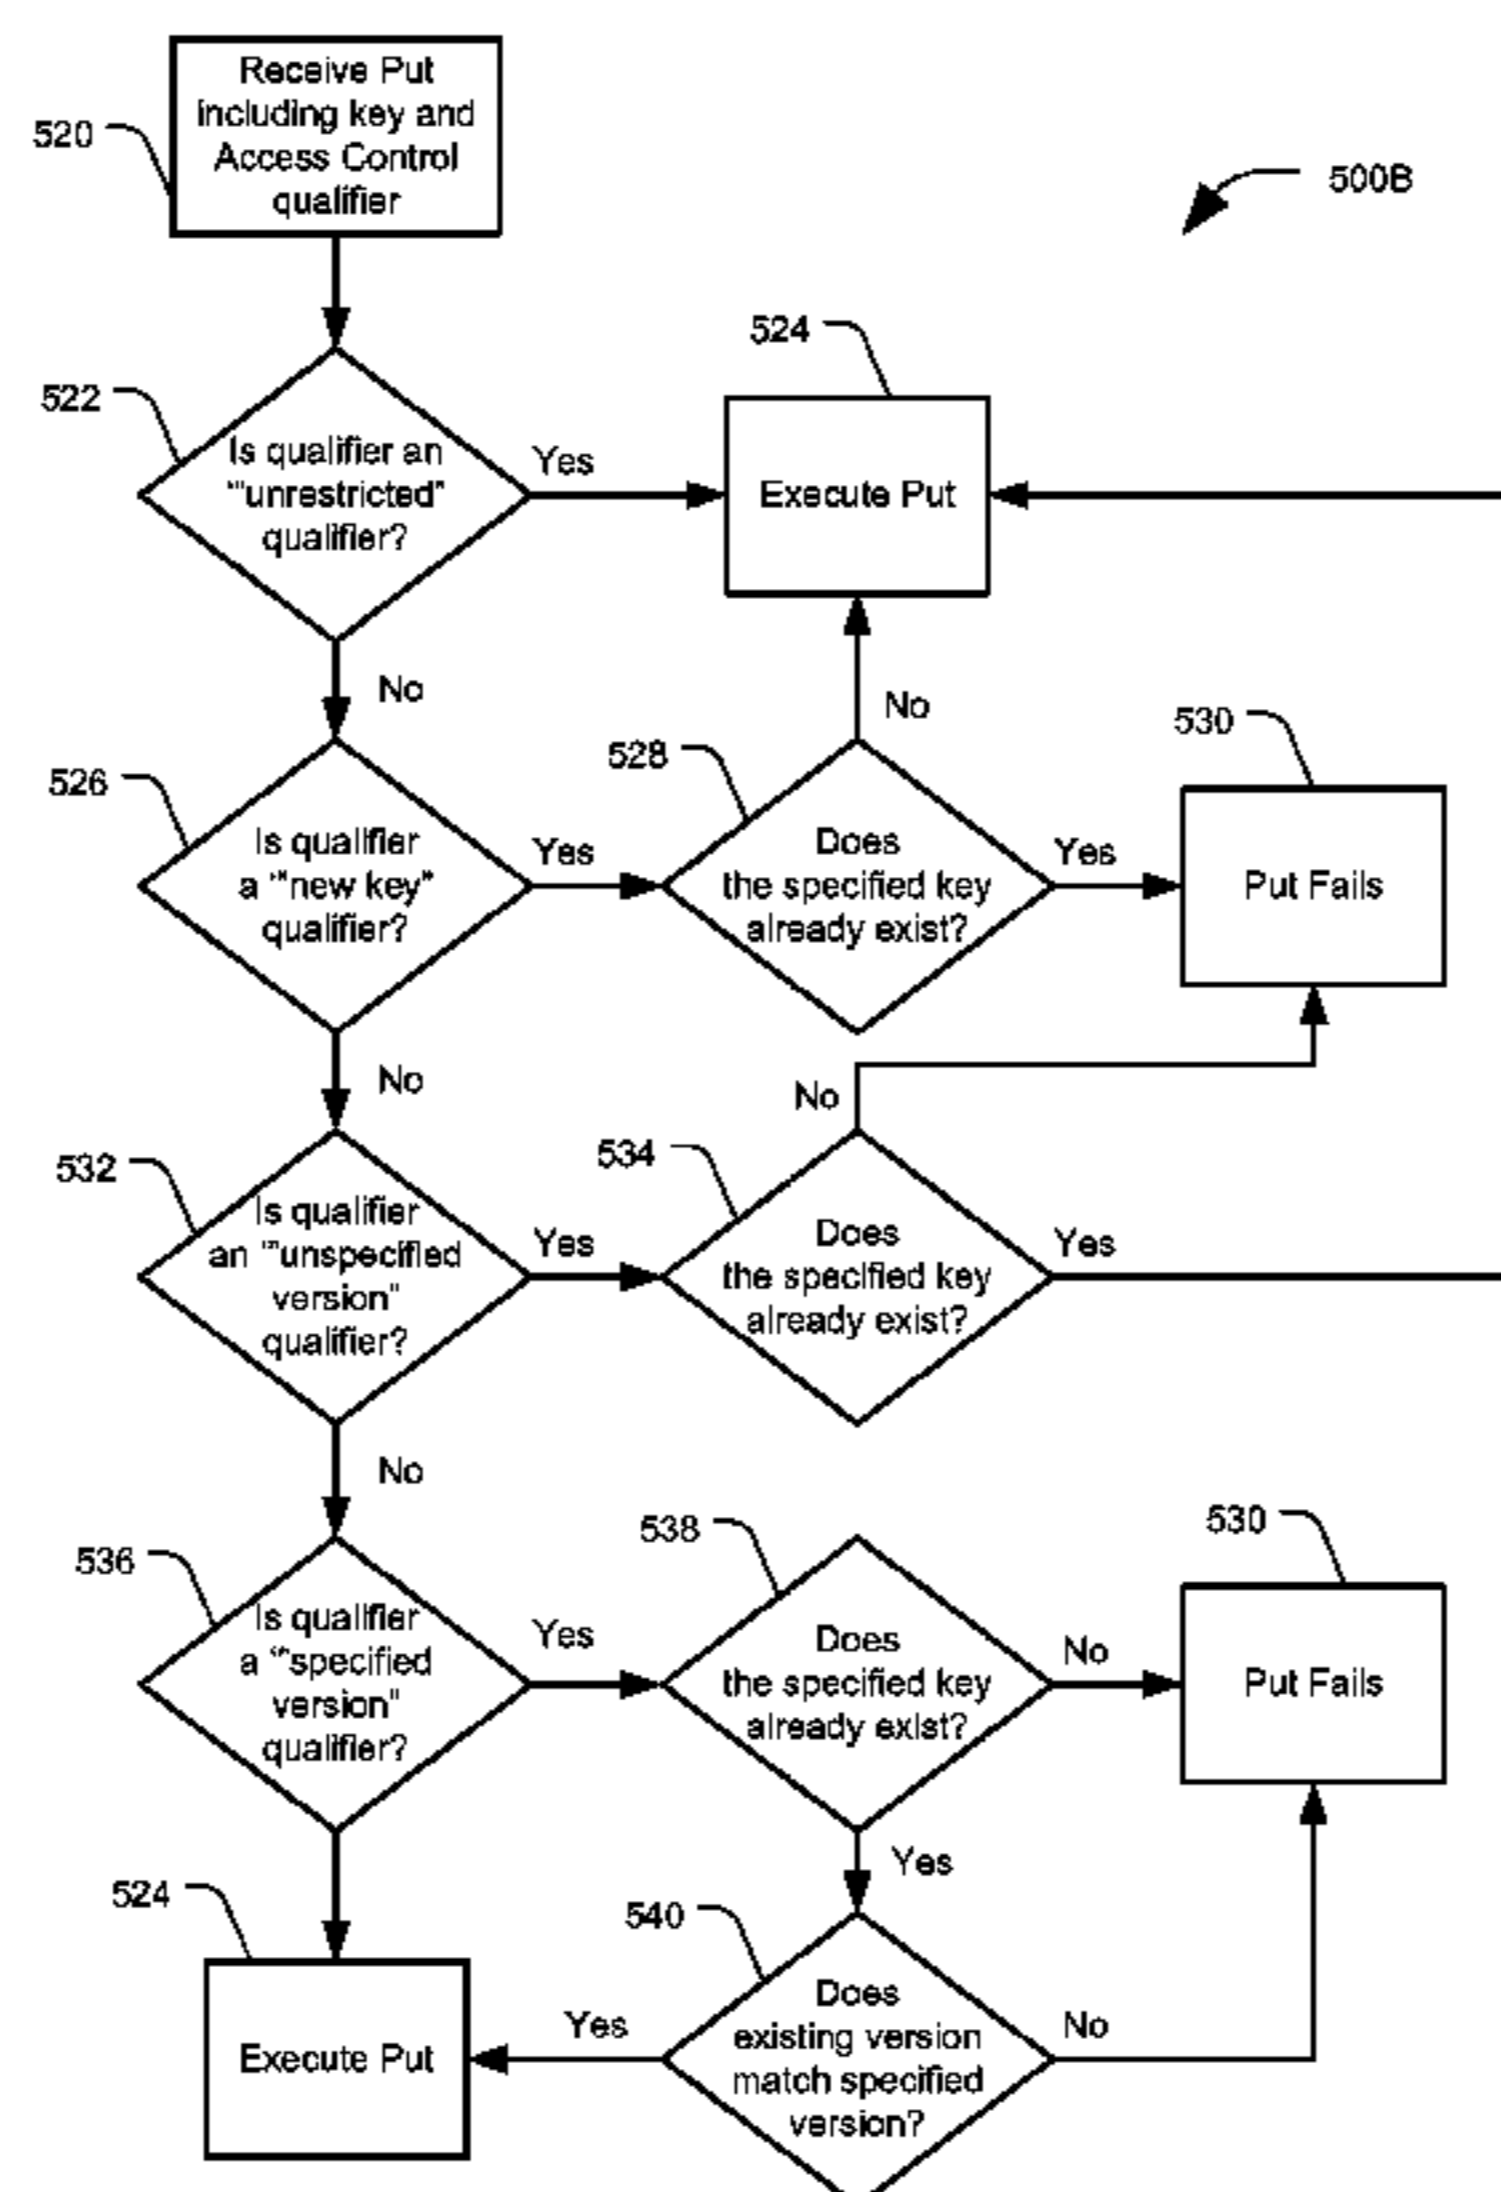 Receive Put
including key and
Access Control
qualifier
520
500B
524
522
Is qualifier an
""unrestricted"
qualifier?
Yes
Execute Put
No
No
530
528
526
Is qualifier
a ""new key"
qualifier?
Yes
Does
the specified key
already exist?
Yes
Put Fails
No
No
534
532
Is qualifier
an ""unspecified
version"
qualifier?
Yes
Does
the specified key
already exist?
Yes
No
530
538
536
Is qualifier
a ""specified
version"
qualifier?
Yes
Does
the specified key
already exist?
No
Put Fails
Yes
524
540
Execute Put
Yes
Does
existing version
match specified
version?
No